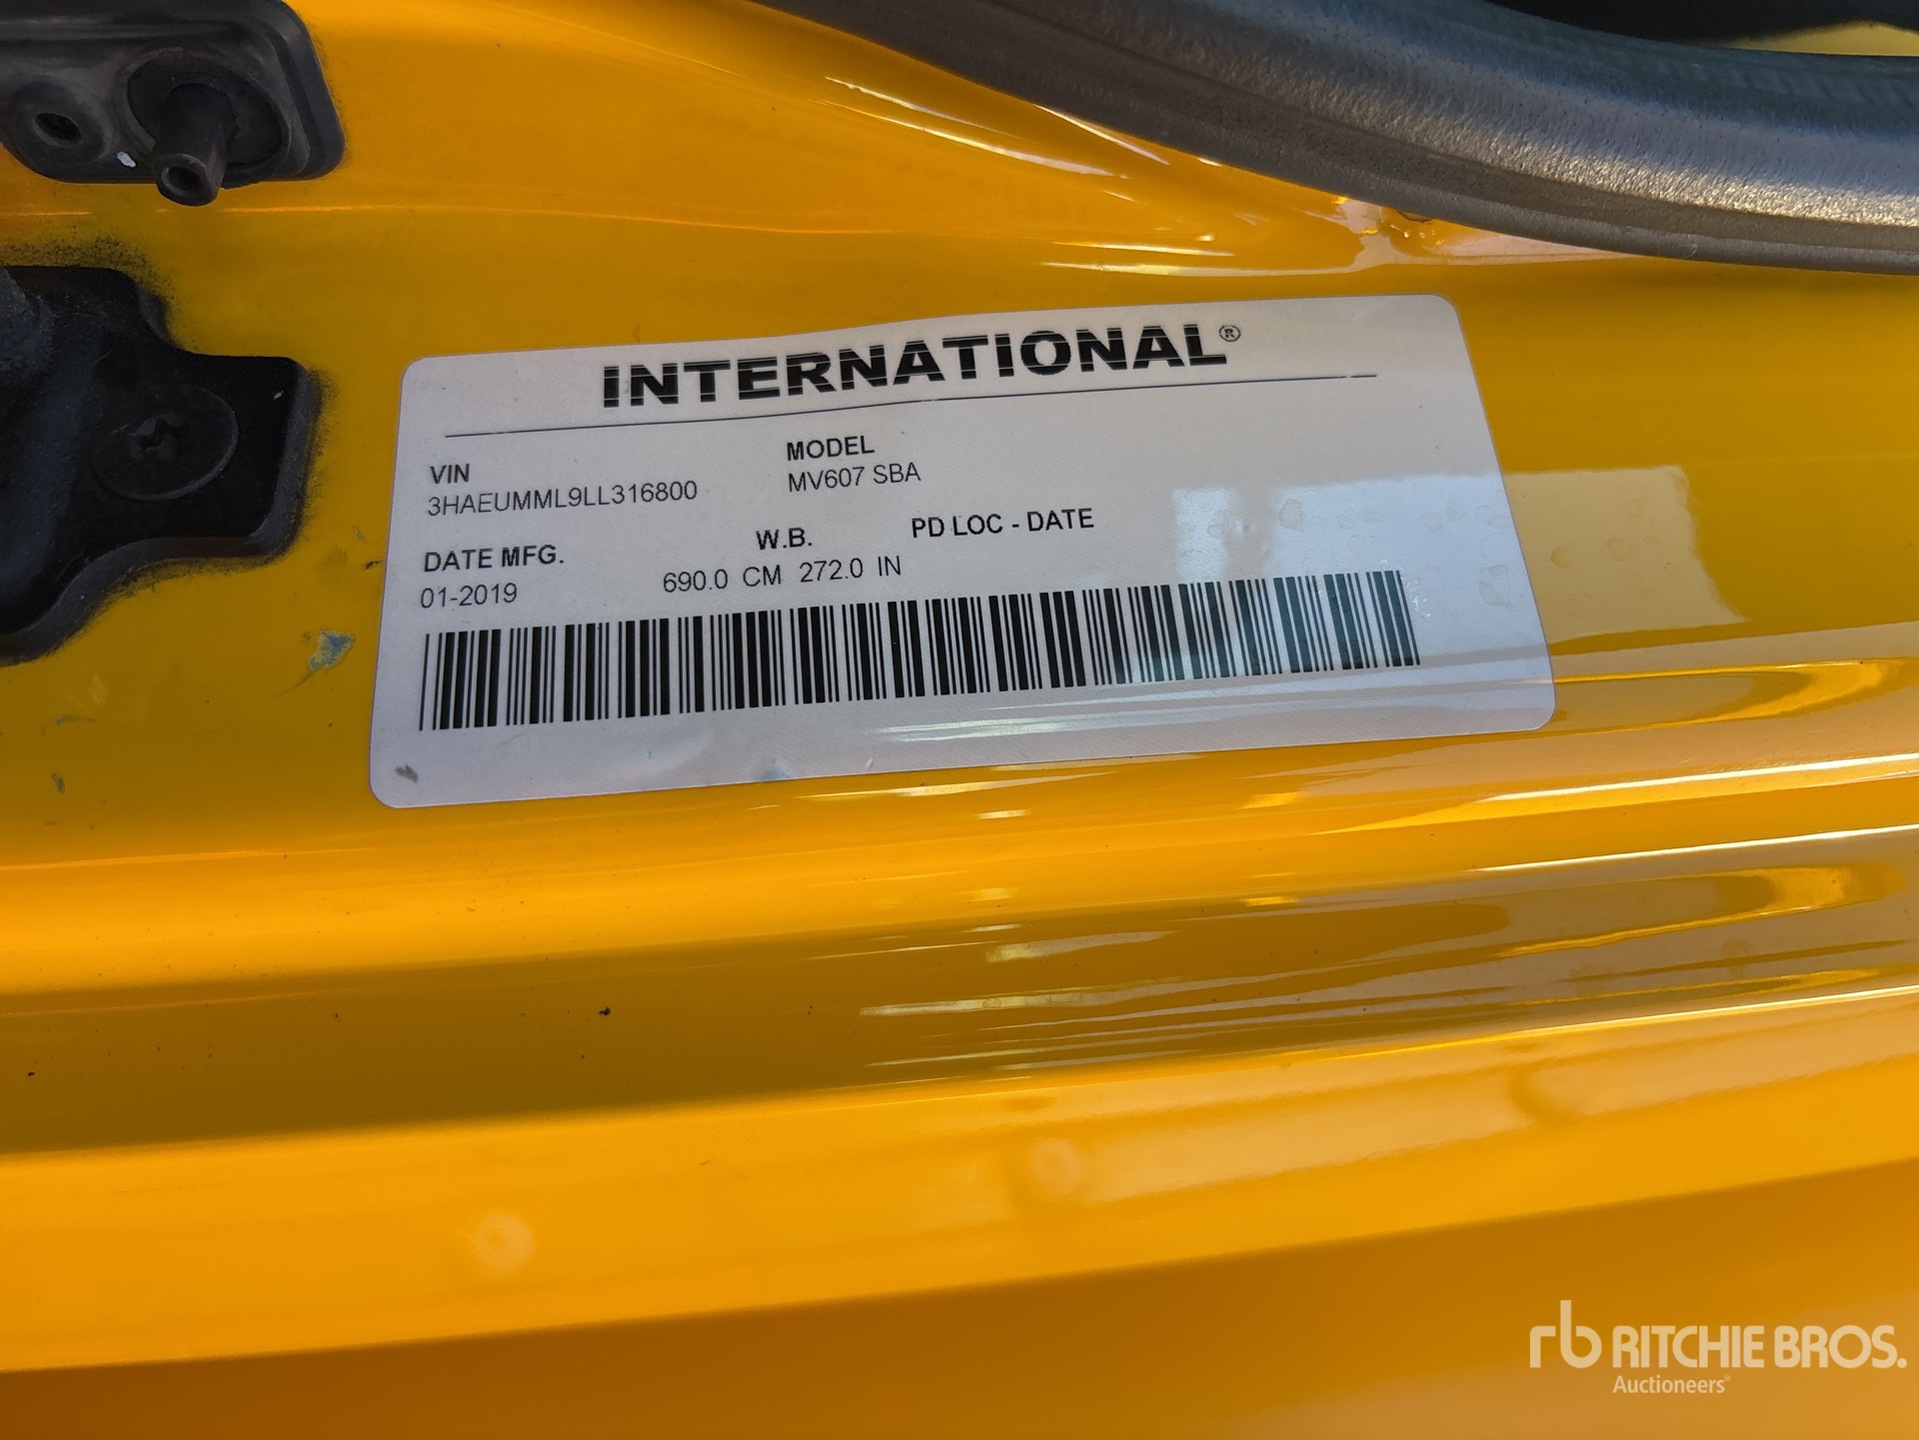 INTERNATIONAL®
VIN
3HAEUMML9LL316800
MODEL
MV607 SBA
DATE MFG.
01-2019
W.B.
690.0 CM 272.0 IN
PD LOC - DATE
rb RITCHIE BROS.
Auctioneers®